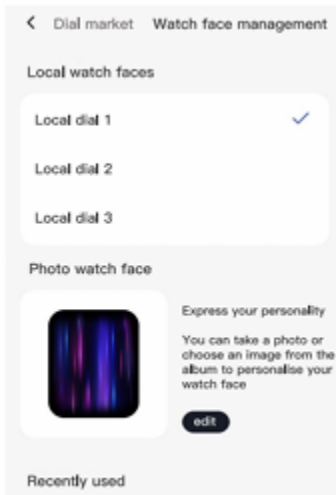 Dial market Watch face management
Local watch faces
Local dial 1
Local dial 2
Local dial 3
Photo watch face
Express your personality
You can take a photo or
choose an image from the
album to personalise your
watch face
edit
Recently used